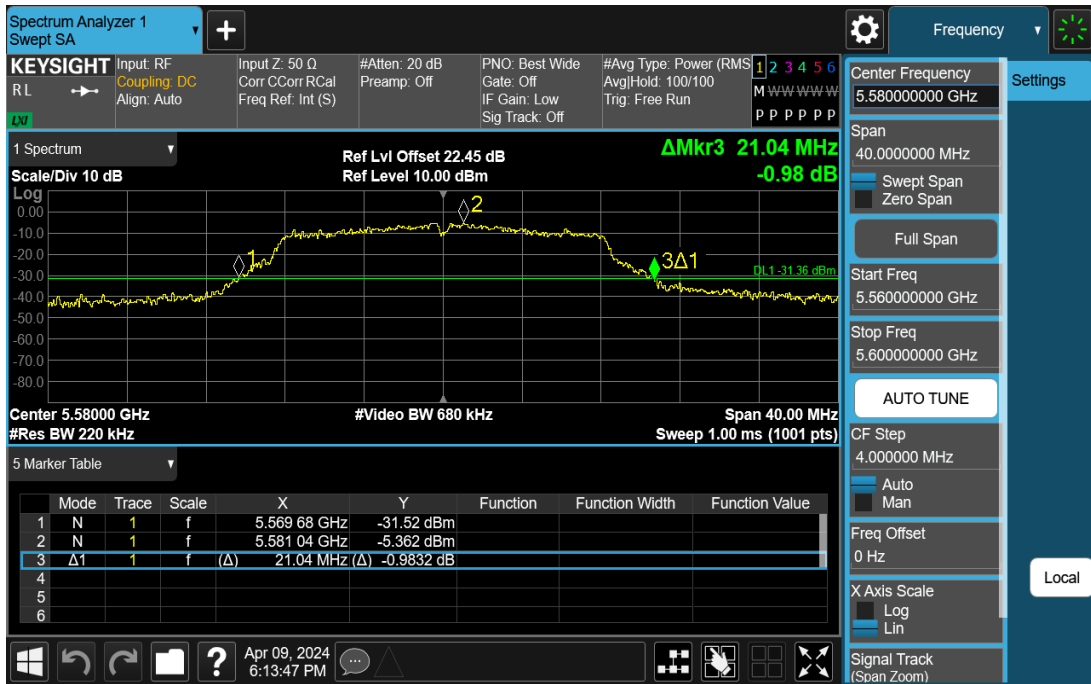 Spectrum Analyzer 1
Swept SA
+
Frequency
KEYSIGHT
RL
LXI
Input: RF
Coupling: DC
Align: Auto
Input Z: 50 Ω
Corr CCorr RCal
Freq Ref: Int (S)
#Atten: 20 dB
Preamp: Off
PNO: Best Wide
Gate: Off
IF Gain: Low
Sig Track: Off
#Avg Type: Power (RMS
Avg|Hold: 100/100
Trig: Free Run
1 2 3 4 5 6
M W W W W W
P P P P P P
1 Spectrum
Scale/Div 10 dB
Ref Lvl Offset 22.45 dB
Ref Level 10.00 dBm
ΔMkr3 21.04 MHz
-0.98 dB
Log
0.00
-10.0
-20.0
-30.0
-40.0
-50.0
-60.0
-70.0
-80.0
1
2
3Δ1
DL1 -31.36 dBm
Center 5.58000 GHz
#Video BW 680 kHz
Span 40.00 MHz
#Res BW 220 kHz
Sweep 1.00 ms (1001 pts)
5 Marker Table
Mode Trace Scale X Y Function Function Width Function Value
1 N 1 f 5.569 68 GHz -31.52 dBm
2 N 1 f 5.581 04 GHz -5.362 dBm
3 Δ1 1 f (Δ) 21.04 MHz (Δ) -0.9832 dB
4
5
6
?
Apr 09, 2024
6:13:47 PM
Center Frequency
5.580000000 GHz
Span
40.0000000 MHz
Swept Span
Zero Span
Full Span
Start Freq
5.560000000 GHz
Stop Freq
5.600000000 GHz
AUTO TUNE
CF Step
4.000000 MHz
Auto
Man
Freq Offset
0 Hz
X Axis Scale
Log
Lin
Signal Track
(Span Zoom)
Settings
Local